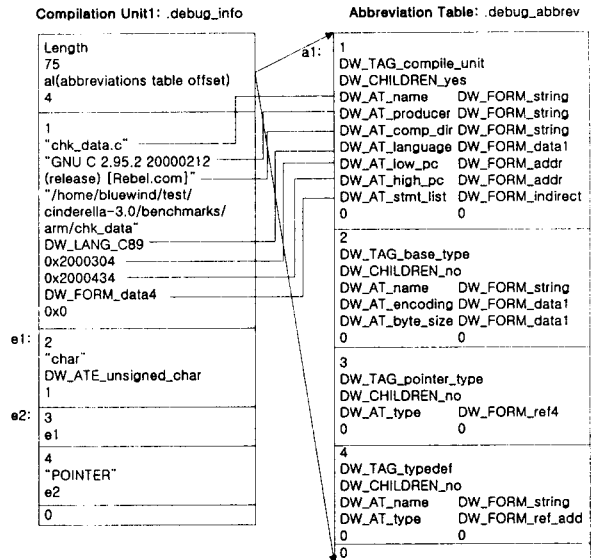 Compilation Unit1: .debug_info
Length
75
al(abbreviations table offset)
4
1
"chk_data.c"
"GNU C 2.95.2 20000212
(release) [Rebel.com]"
"/home/bluewind/test/
cinderella-3.0/benchmarks/
arm/chk_data"
DW_LANG_C89
0x2000304
0x2000434
DW_FORM_data4
0x0
e1: 2
"char"
DW_ATE_unsigned_char
1
e2: 3
e1
4
"POINTER"
e2
0
Abbreviation Table: .debug_abbrev
a1: 1
DW_TAG_compile_unit
DW_CHILDREN_yes
DW_AT_name DW_FORM_string
DW_AT_producer DW_FORM_string
DW_AT_comp_dir DW_FORM_string
DW_AT_language DW_FORM_data1
DW_AT_low_pc DW_FORM_addr
DW_AT_high_pc DW_FORM_addr
DW_AT_stmt_list DW_FORM_indirect
0 0
2
DW_TAG_base_type
DW_CHILDREN_no
DW_AT_name DW_FORM_string
DW_AT_encoding DW_FORM_data1
DW_AT_byte_size DW_FORM_data1
0 0
3
DW_TAG_pointer_type
DW_CHILDREN_no
DW_AT_type DW_FORM_ref4
0 0
4
DW_TAG_typedef
DW_CHILDREN_no
DW_AT_name DW_FORM_string
DW_AT_type DW_FORM_ref_add
0 0
0